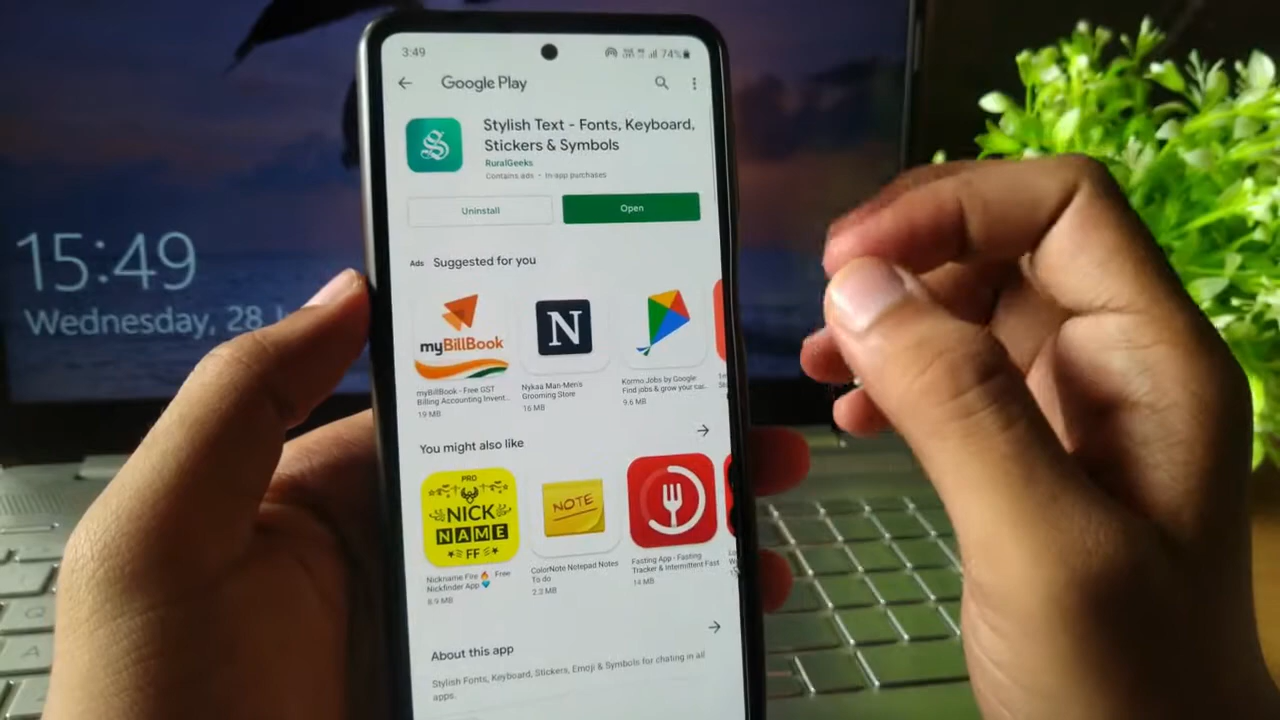 3:49
74%
Google Play
Stylish Text - Fonts, Keyboard,
Stickers & Symbols
RuralGeeks
Contains ads • In-app purchases
Uninstall
Open
15:49
Wednesday, 28
Ads
Suggested for you
myBillBook
N
myBillBook - Free GST
Billing Accounting Invent...
19 MB
Nykaa Man-Men's
Grooming Store
16 MB
Kormo Jobs by Google:
Find jobs & grow your car...
9.6 MB
You might also like
PRO
NICK
NAME
FF
NOTE
Nickname Fire 🔥 : Free
Nickfinder App 💎
8.9 MB
ColorNote Notepad Notes
To do
2.3 MB
Fasting App - Fasting
Tracker & Intermittent Fast
14 MB
About this app
Stylish Fonts, Keyboard, Stickers, Emoji & Symbols for chating in all
apps.
Q
A